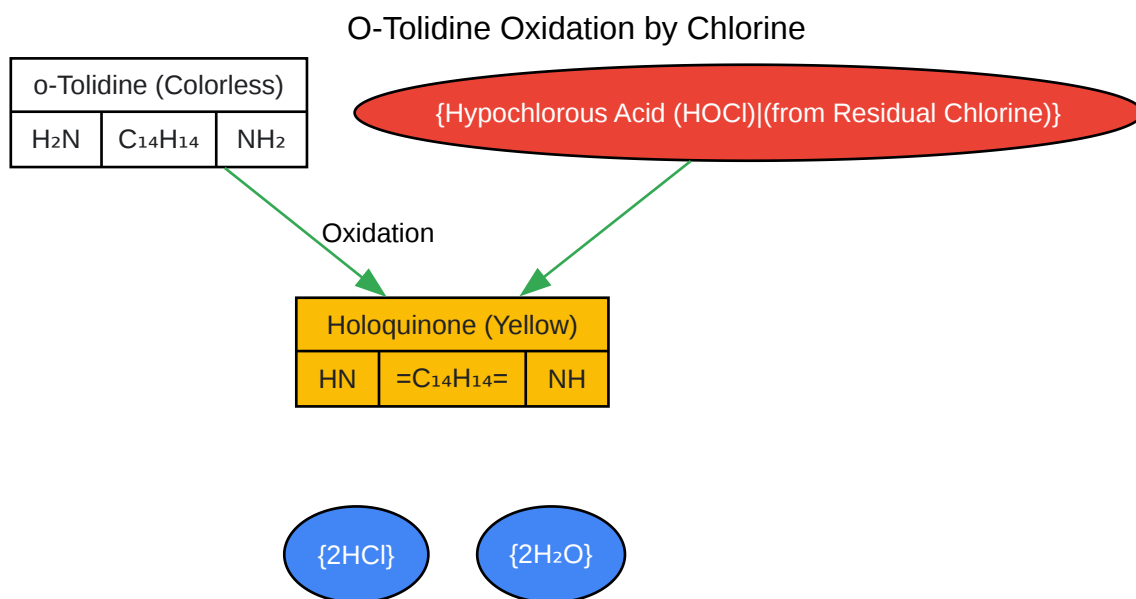 O-Tolidine Oxidation by Chlorine
o-Tolidine (Colorless)
H₂N C₁₄H₁₄ NH₂
{Hypochlorous Acid (HOCl)|(from Residual Chlorine)}
Oxidation
Holoquinone (Yellow)
HN =C₁₄H₁₄= NH
{2HCl} {2H₂O}